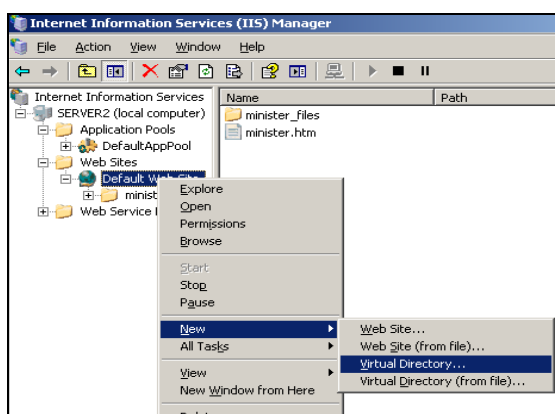 Internet Information Services (IIS) Manager
File Action View Window Help
Internet Information Services
SERVER2 (local computer)
Application Pools
DefaultAppPool
Web Sites
Default Web Site
minist
Web Service
Name Path
minister_files
minister.htm
Explore
Open
Permissions
Browse
Start
Stop
Pause
New
All Tasks
View
New Window from Here
Web Site...
Web Site (from file)...
Virtual Directory...
Virtual Directory (from file)...